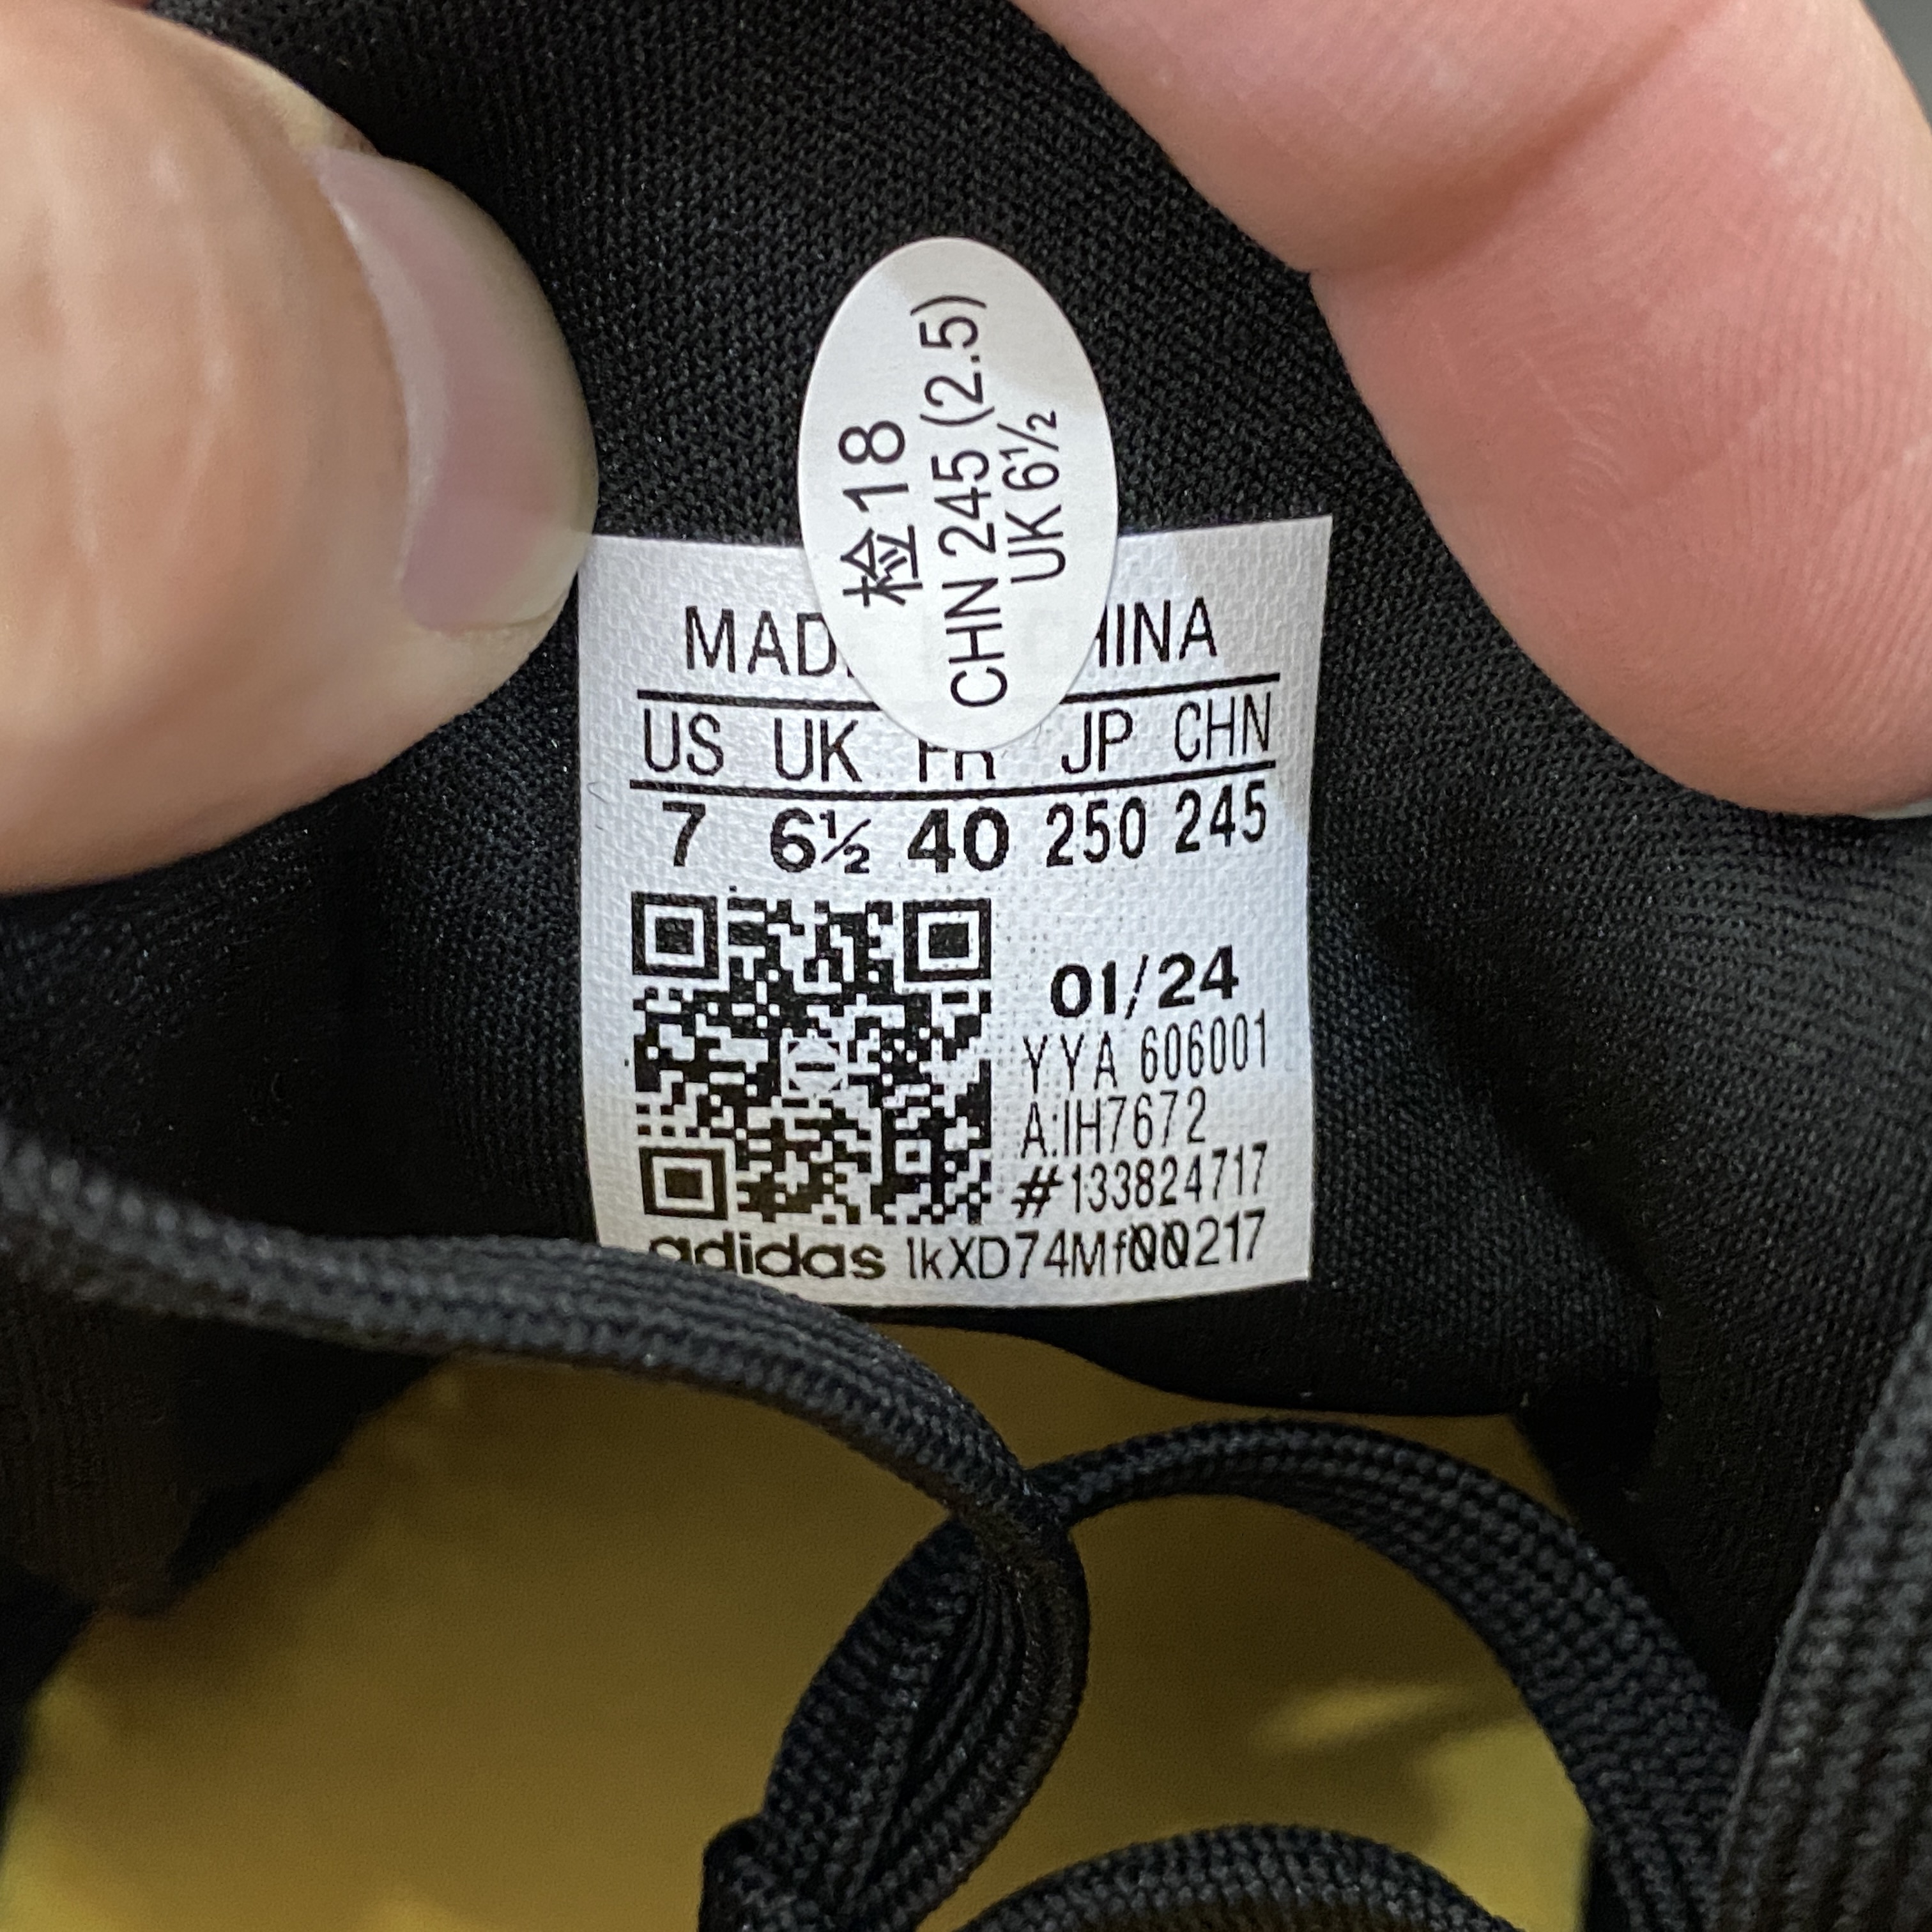 检18
CHN 245 (2.5)
UK 6½
MAD HINA
US UK FR JP CHN
7 6½ 40 250 245
01/24
YYA 606001
A:IH7672
#133824717
adidas lkXD74Mf00217